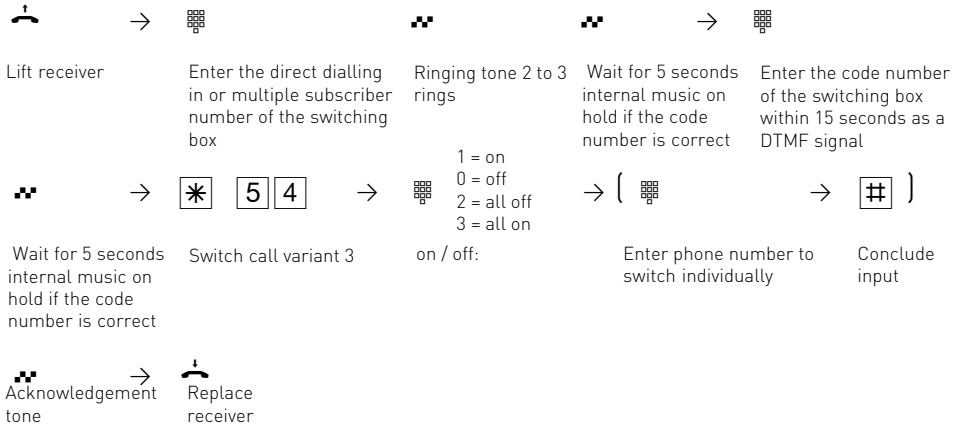 Lift receiver
Enter the direct dialling
in or multiple subscriber
number of the switching
box
Ringing tone 2 to 3
rings
Wait for 5 seconds
internal music on
hold if the code
number is correct
Enter the code number
of the switching box
within 15 seconds as a
DTMF signal
* 5 4
1 = on
0 = off
2 = all off
3 = all on
( # )
Wait for 5 seconds
internal music on
hold if the code
number is correct
Switch call variant 3
on / off:
Enter phone number to
switch individually
Conclude
input
Acknowledgement
tone
Replace
receiver